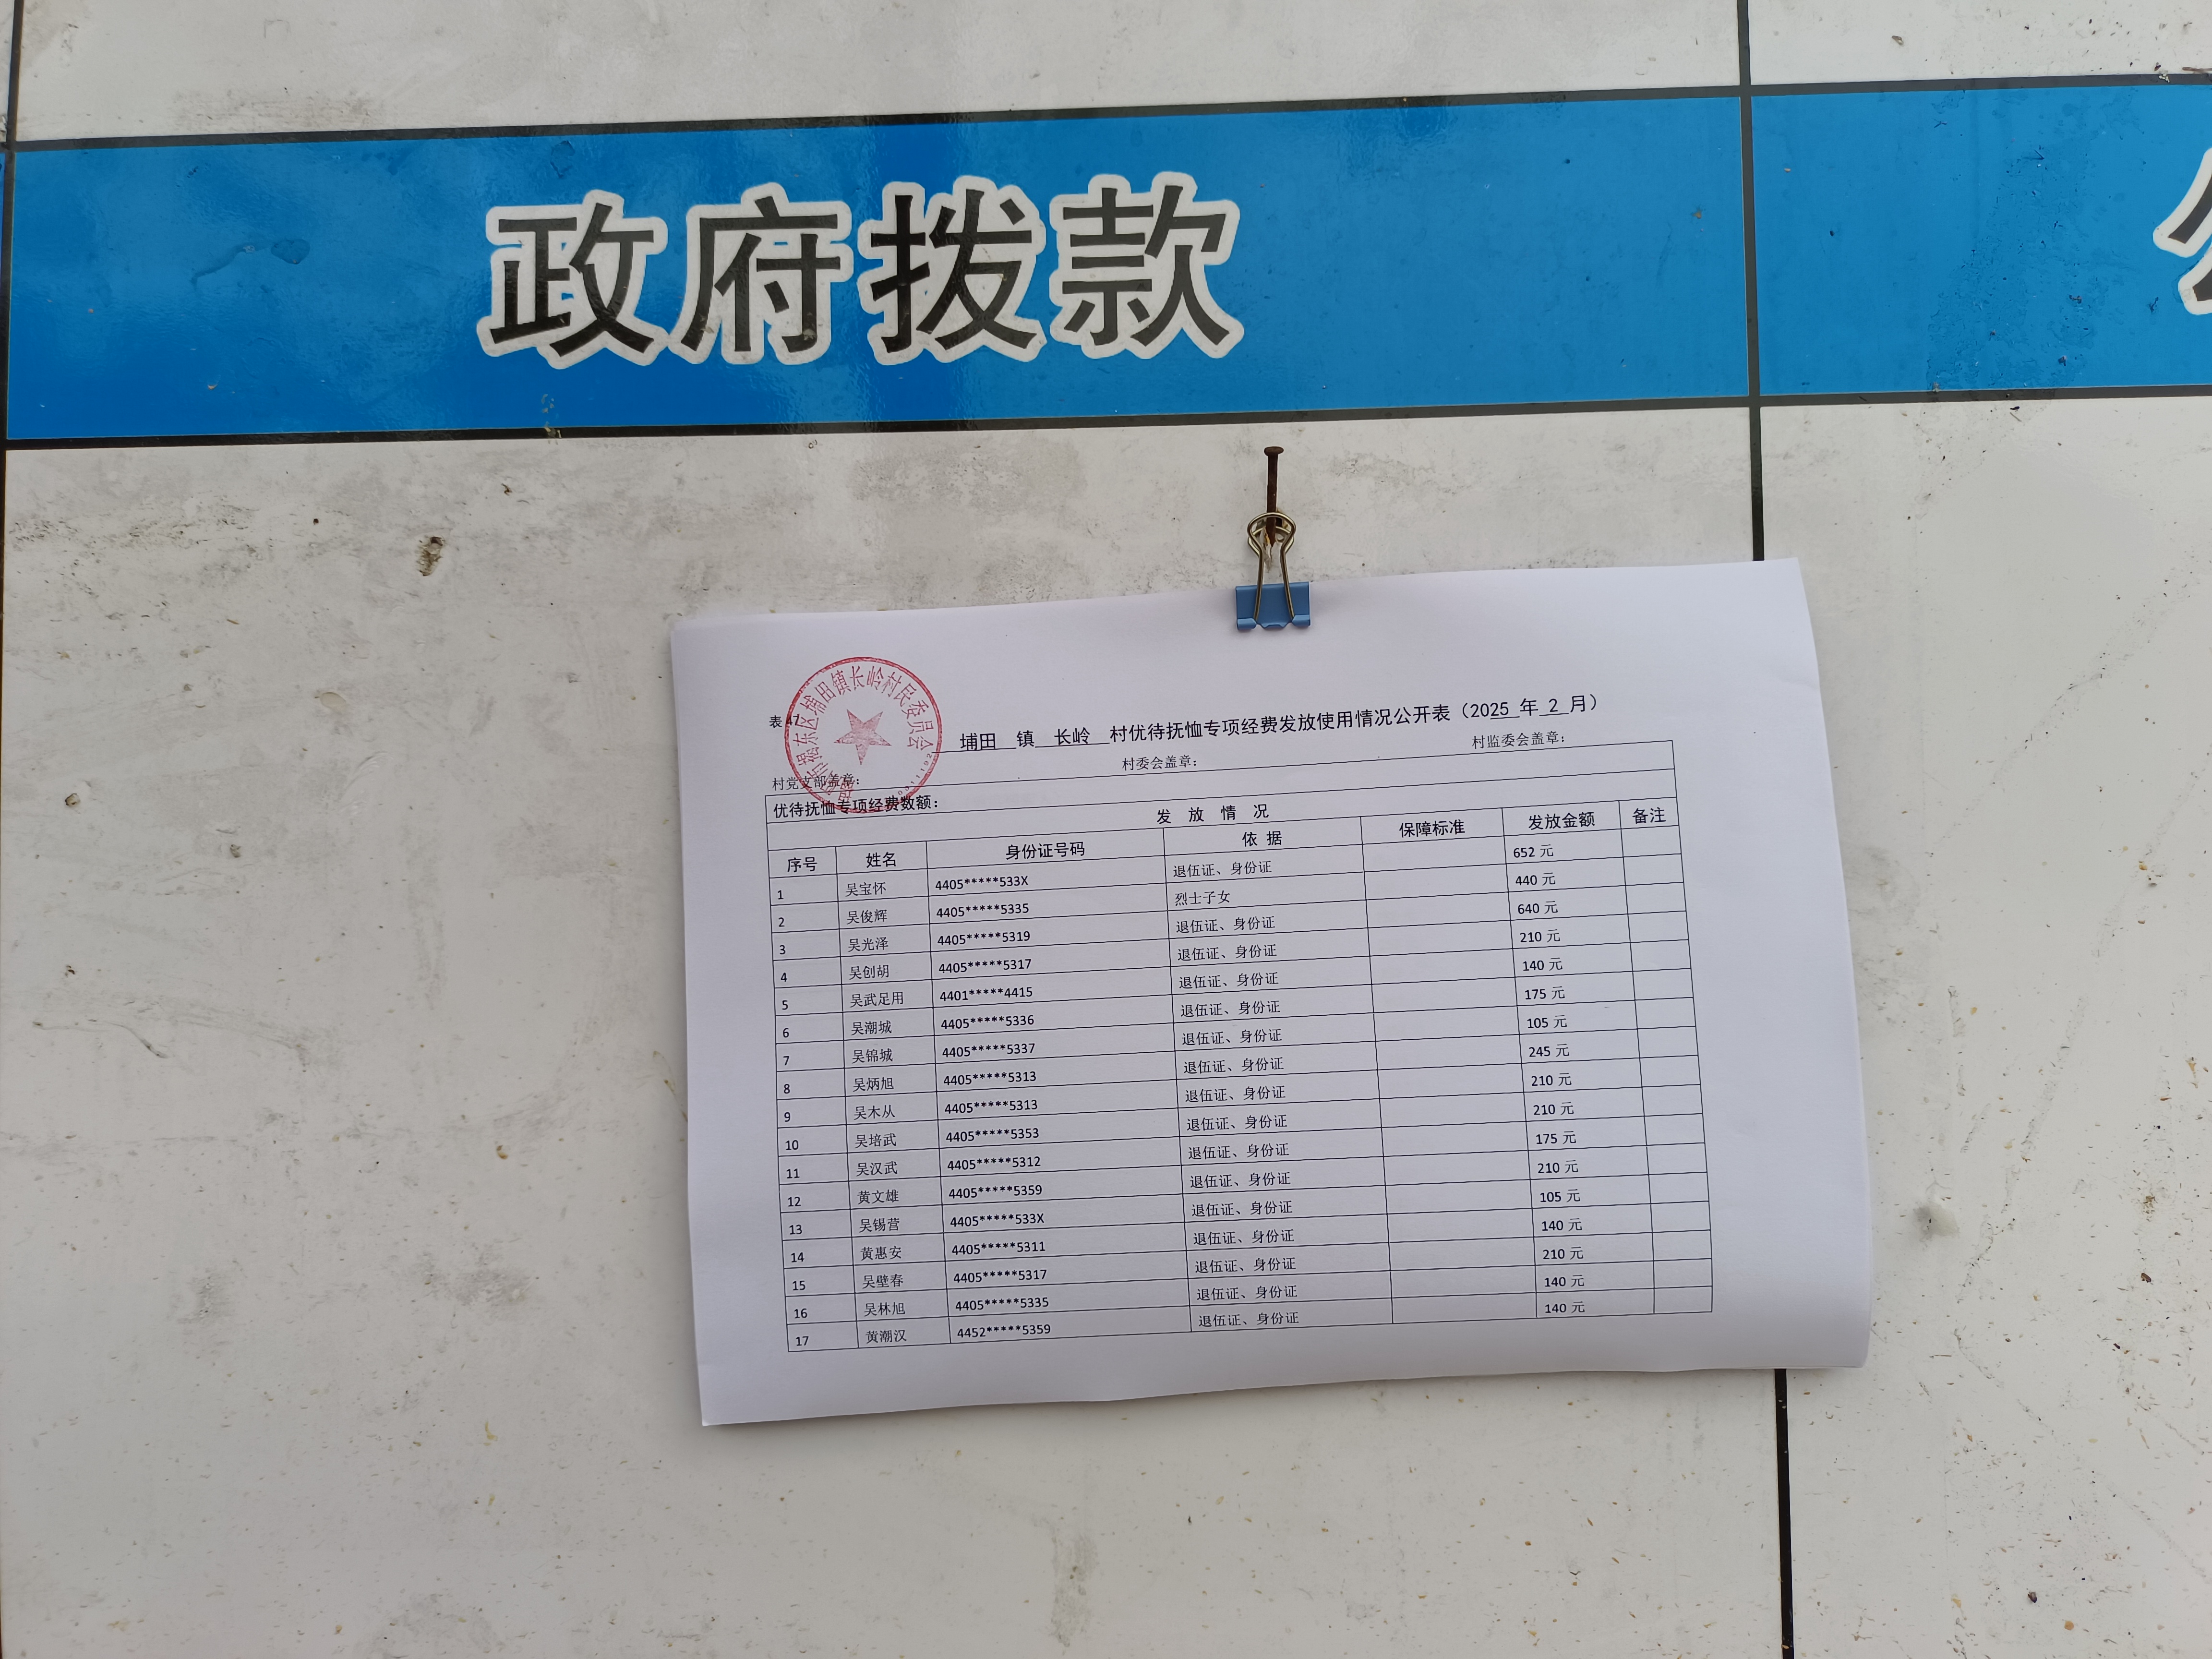 政府拨款
表 47
埔田 镇 长岭 村优待抚恤专项经费发放使用情况公开表（2025 年 2 月）
东区埔田镇长岭村民委员会
村党支部盖章： 村委会盖章： 村监委会盖章：
优待抚恤专项经费数额：
发 放 情 况
序号 姓名 身份证号码 依 据 保障标准 发放金额 备注
1 吴宝怀 4405*****533X 退伍证、身份证 652 元
2 吴俊辉 4405*****5335 烈士子女 440 元
3 吴光泽 4405*****5319 退伍证、身份证 640 元
4 吴创胡 4405*****5317 退伍证、身份证 210 元
5 吴武足用 4401*****4415 退伍证、身份证 140 元
6 吴潮城 4405*****5336 退伍证、身份证 175 元
7 吴锦城 4405*****5337 退伍证、身份证 105 元
8 吴炳旭 4405*****5313 退伍证、身份证 245 元
9 吴木从 4405*****5313 退伍证、身份证 210 元
10 吴培武 4405*****5353 退伍证、身份证 210 元
11 吴汉武 4405*****5312 退伍证、身份证 175 元
12 黄文雄 4405*****5359 退伍证、身份证 210 元
13 吴锡营 4405*****533X 退伍证、身份证 105 元
14 黄惠安 4405*****5311 退伍证、身份证 140 元
15 吴壁春 4405*****5317 退伍证、身份证 210 元
16 吴林旭 4405*****5335 退伍证、身份证 140 元
17 黄潮汉 4452*****5359 退伍证、身份证 140 元